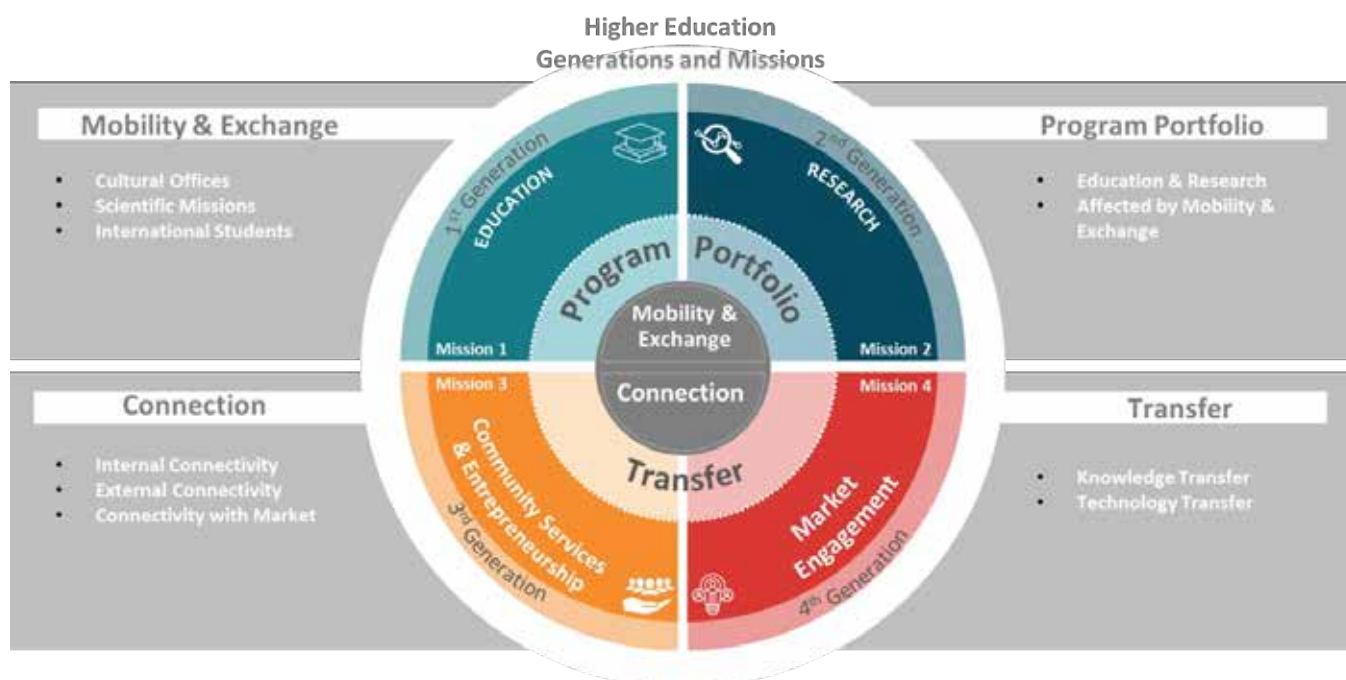 Higher Education
Generations and Missions
Mobility & Exchange
• Cultural Offices
• Scientific Missions
• International Students
Program Portfolio
• Education & Research
• Affected by Mobility &
Exchange
1st Generation
EDUCATION
Mission 1
2nd Generation
RESEARCH
Mission 2
Program Portfolio
Mobility &
Exchange
Connection
Transfer
Mission 3
Community Services
& Entrepreneurship
3rd Generation
Mission 4
Market
Engagement
4th Generation
Connection
• Internal Connectivity
• External Connectivity
• Connectivity with Market
Transfer
• Knowledge Transfer
• Technology Transfer